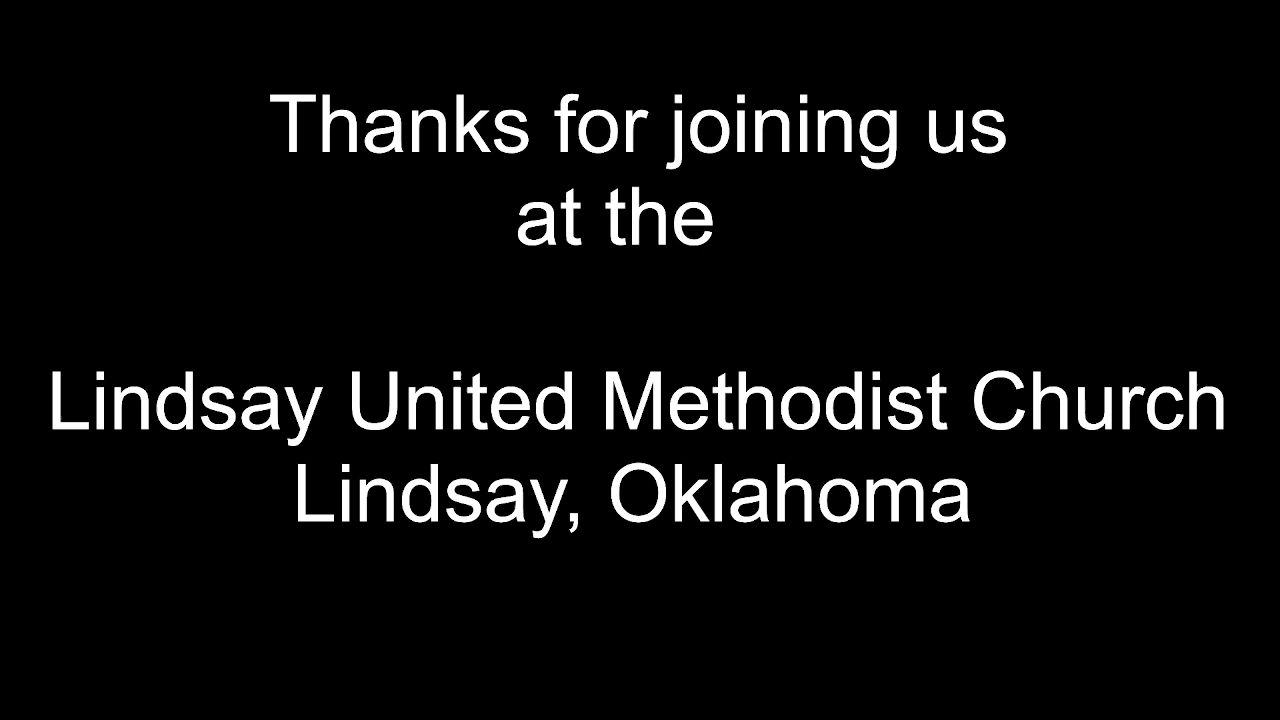 Thanks for joining us
at the
Lindsay United Methodist Church
Lindsay, Oklahoma